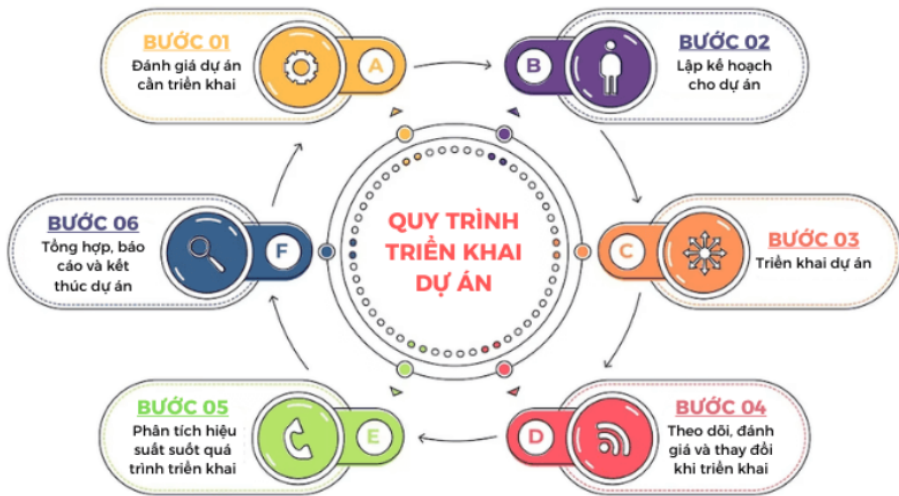 BƯỚC 01
Đánh giá dự án
cần triển khai
A
B
BƯỚC 02
Lập kế hoạch
cho dự án
QUY TRÌNH
TRIỂN KHAI
DỰ ÁN
C
BƯỚC 03
Triển khai dự án
D
BƯỚC 04
Theo dõi, đánh
giá và thay đổi
khi triển khai
BƯỚC 05
Phân tích hiệu
suất suốt quá
trình triển khai
E
BƯỚC 06
Tổng hợp, báo
cáo và kết
thúc dự án
F